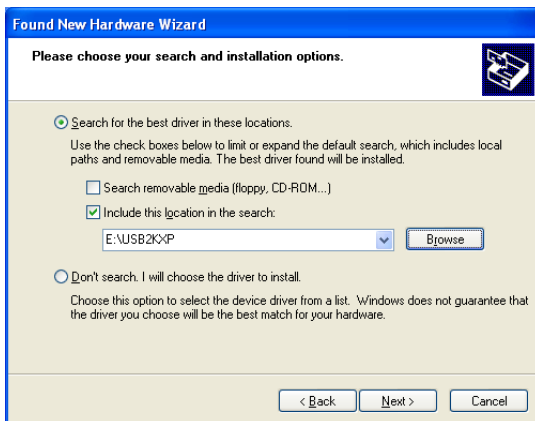 Found New Hardware Wizard
Please choose your search and installation options.
Search for the best driver in these locations.
Use the check boxes below to limit or expand the default search, which includes local
paths and removable media. The best driver found will be installed.
Search removable media (floppy, CD-ROM...)
Include this location in the search:
E:\USB2KXP
Browse
Don't search. I will choose the driver to install.
Choose this option to select the device driver from a list. Windows does not guarantee that
the driver you choose will be the best match for your hardware.
< Back Next > Cancel